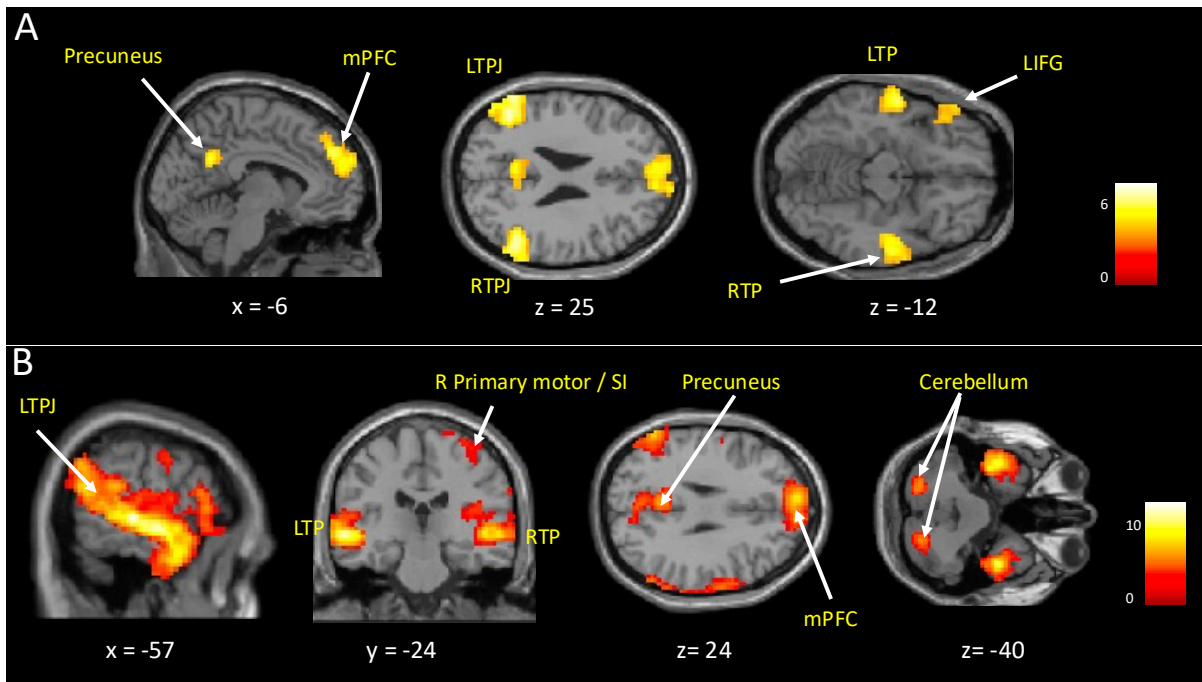 A
Precuneus
mPFC
LTPJ
LTP
LIFG
RTPJ
RTP
6
0
x = -6
z = 25
z = -12
B
LTPJ
R Primary motor / SI
Precuneus
Cerebellum
LTP
RTP
mPFC
10
0
x = -57
y = -24
z= 24
z= -40